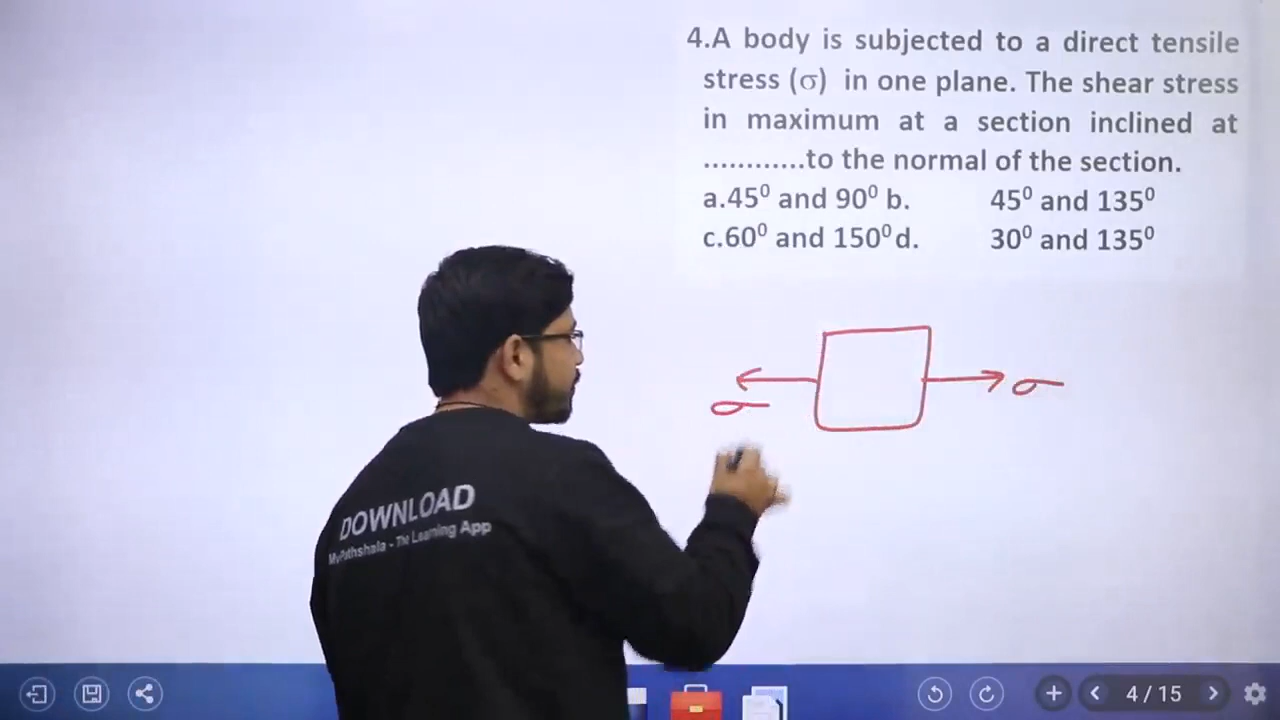 4.A body is subjected to a direct tensile
stress (σ) in one plane. The shear stress
in maximum at a section inclined at
............to the normal of the section.
a.45⁰ and 90⁰ b. 45⁰ and 135⁰
c.60⁰ and 150⁰ d. 30⁰ and 135⁰
σ
σ
DOWNLOAD
MyPathshala - The Learning App
4 / 15